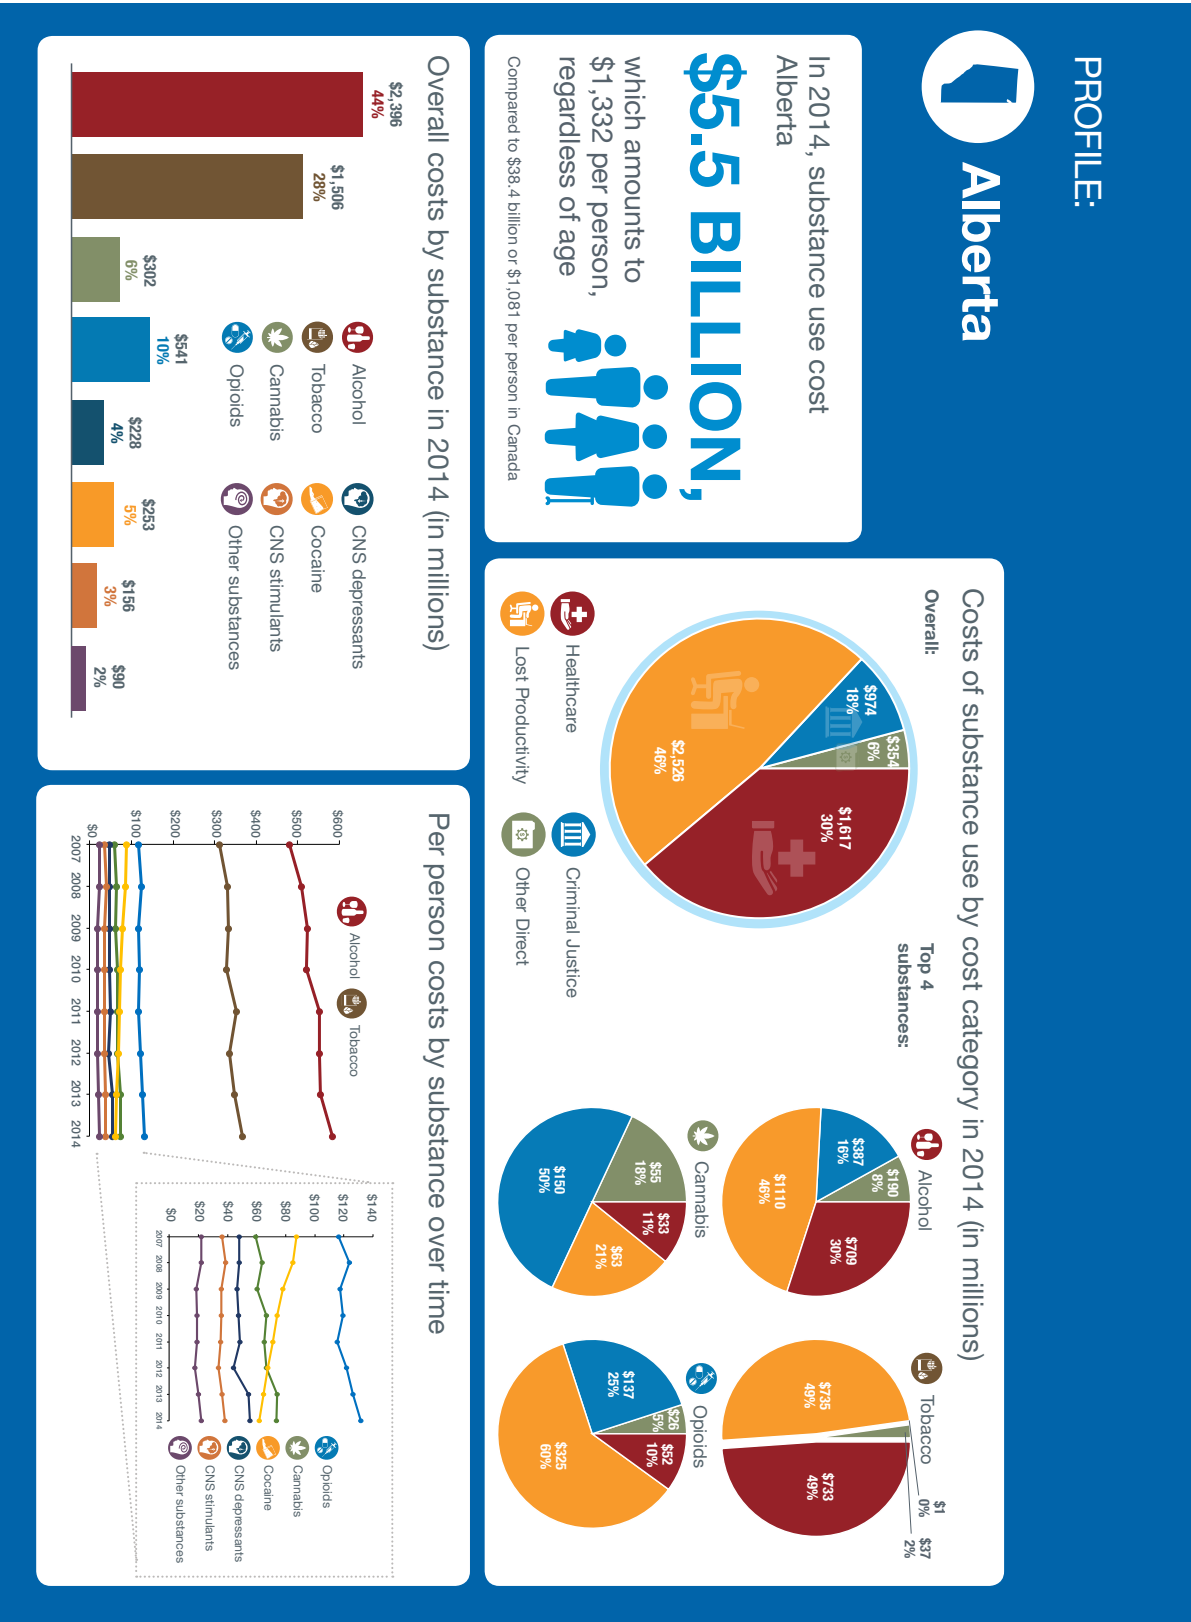 PROFILE:
Alberta
In 2014, substance use cost
Alberta
$5.5 BILLION,
which amounts to
$1,332 per person,
regardless of age
Compared to $38.4 billion or $1,081 per person in Canada
Costs of substance use by cost category in 2014 (in millions)
Overall:
$354
6%
$974
18%
$1,617
30%
$2,526
46%
Healthcare
Lost Productivity
Criminal Justice
Other Direct
Top 4
substances:
Alcohol
$190
8%
$387
16%
$709
30%
$1110
46%
Tobacco
$1
0%
$37
2%
$735
49%
$733
49%
Cannabis
$55
18%
$33
11%
$150
50%
$63
21%
Opioids
$26
5%
$137
25%
$52
10%
$325
60%
Overall costs by substance in 2014 (in millions)
$2,396
44%
$1,506
28%
$302
6%
$541
10%
$228
4%
$253
5%
$156
3%
$90
2%
Alcohol
Tobacco
Cannabis
Opioids
CNS depressants
Cocaine
CNS stimulants
Other substances
Per person costs by substance over time
Alcohol
Tobacco
$600
$500
$400
$300
$200
$100
$0
2007
2008
2009
2010
2011
2012
2013
2014
$140
$120
$100
$80
$60
$40
$20
$0
2007
2008
2009
2010
2011
2012
2013
2014
Opioids
Cannabis
Cocaine
CNS depressants
CNS stimulants
Other substances